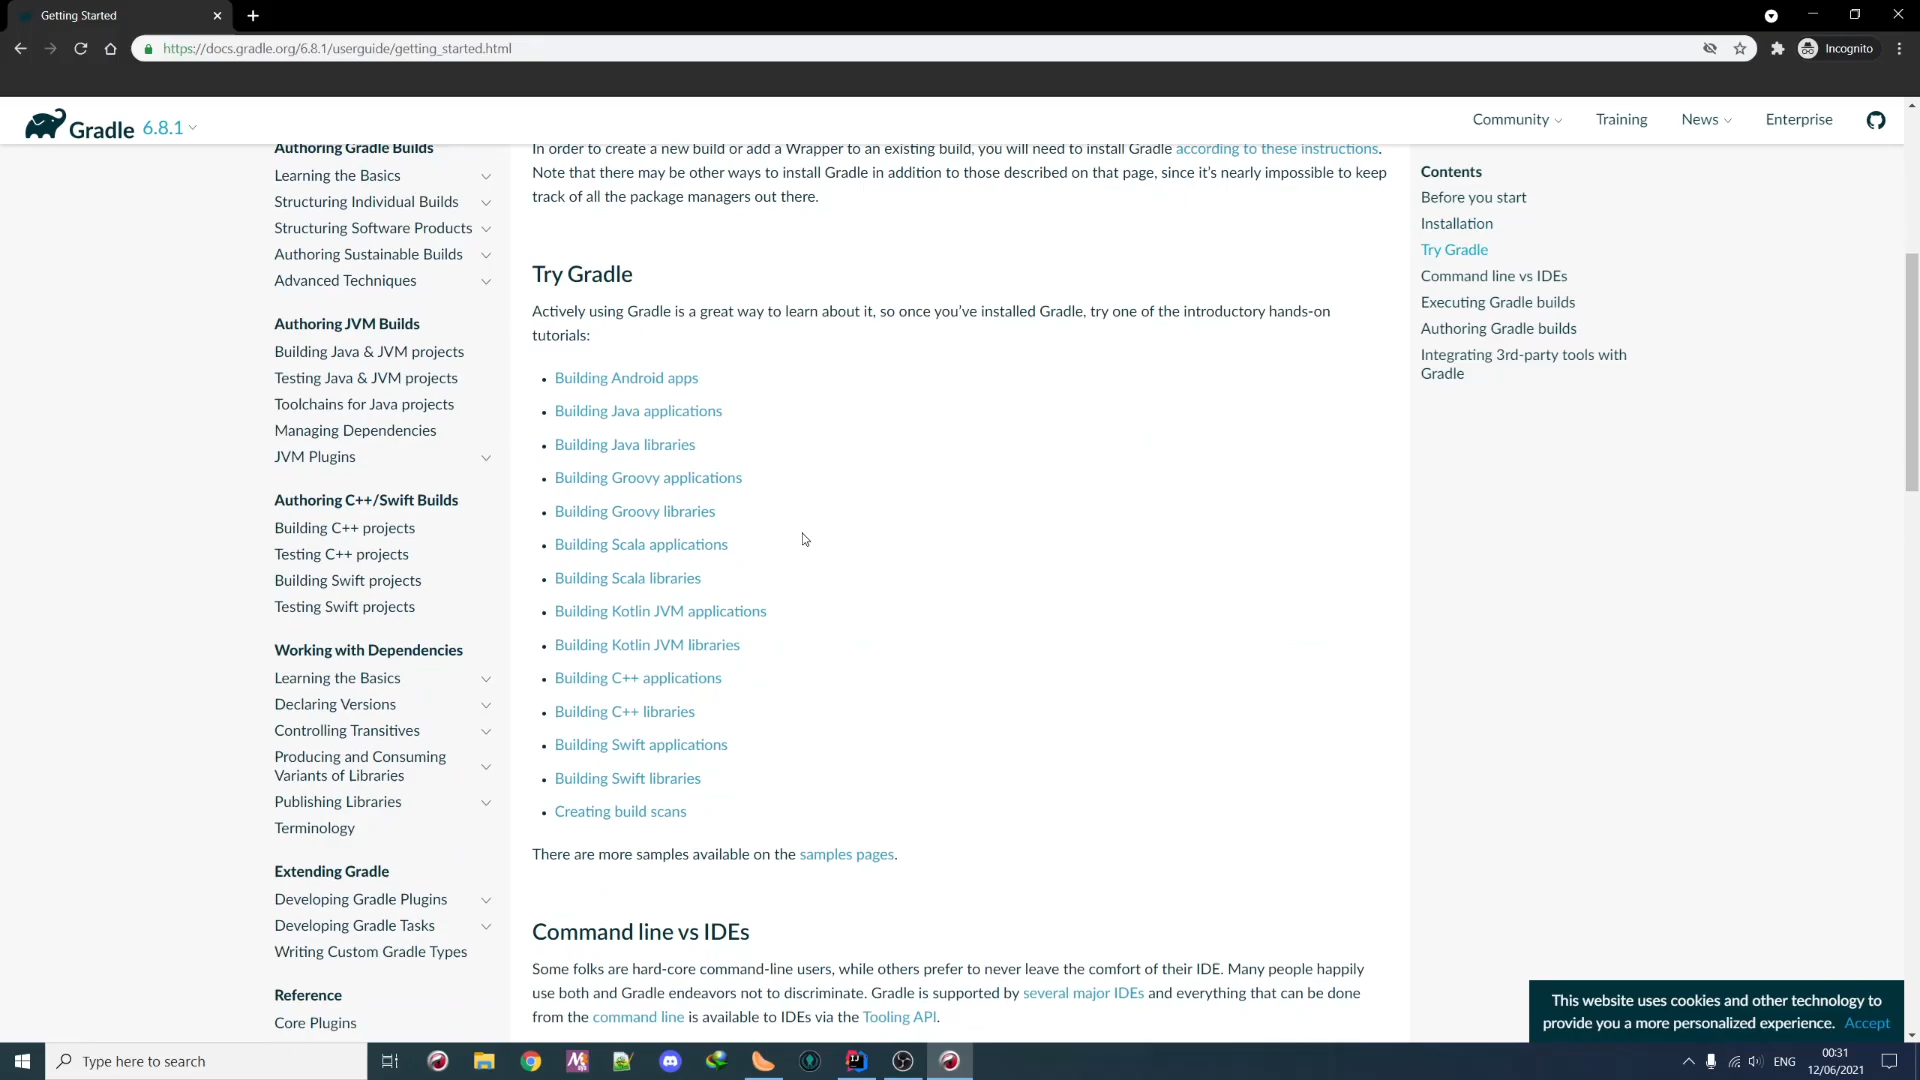 Getting Started
https://docs.gradle.org/6.8.1/userguide/getting_started.html
Incognito
Gradle 6.8.1
Community
Training
News
Enterprise
Authoring Gradle Builds
Learning the Basics
Structuring Individual Builds
Structuring Software Products
Authoring Sustainable Builds
Advanced Techniques
Authoring JVM Builds
Building Java & JVM projects
Testing Java & JVM projects
Toolchains for Java projects
Managing Dependencies
JVM Plugins
Authoring C++/Swift Builds
Building C++ projects
Testing C++ projects
Building Swift projects
Testing Swift projects
Working with Dependencies
Learning the Basics
Declaring Versions
Controlling Transitives
Producing and Consuming
Variants of Libraries
Publishing Libraries
Terminology
Extending Gradle
Developing Gradle Plugins
Developing Gradle Tasks
Writing Custom Gradle Types
Reference
Core Plugins
In order to create a new build or add a Wrapper to an existing build, you will need to install Gradle according to these instructions.
Note that there may be other ways to install Gradle in addition to those described on that page, since it's nearly impossible to keep
track of all the package managers out there.
Try Gradle
Actively using Gradle is a great way to learn about it, so once you've installed Gradle, try one of the introductory hands-on
tutorials:
• Building Android apps
• Building Java applications
• Building Java libraries
• Building Groovy applications
• Building Groovy libraries
• Building Scala applications
• Building Scala libraries
• Building Kotlin JVM applications
• Building Kotlin JVM libraries
• Building C++ applications
• Building C++ libraries
• Building Swift applications
• Building Swift libraries
• Creating build scans
There are more samples available on the samples pages.
Command line vs IDEs
Some folks are hard-core command-line users, while others prefer to never leave the comfort of their IDE. Many people happily
use both and Gradle endeavors not to discriminate. Gradle is supported by several major IDEs and everything that can be done
from the command line is available to IDEs via the Tooling API.
Contents
Before you start
Installation
Try Gradle
Command line vs IDEs
Executing Gradle builds
Authoring Gradle builds
Integrating 3rd-party tools with
Gradle
This website uses cookies and other technology to
provide you a more personalized experience. Accept
Type here to search
ENG
00:31
12/06/2021